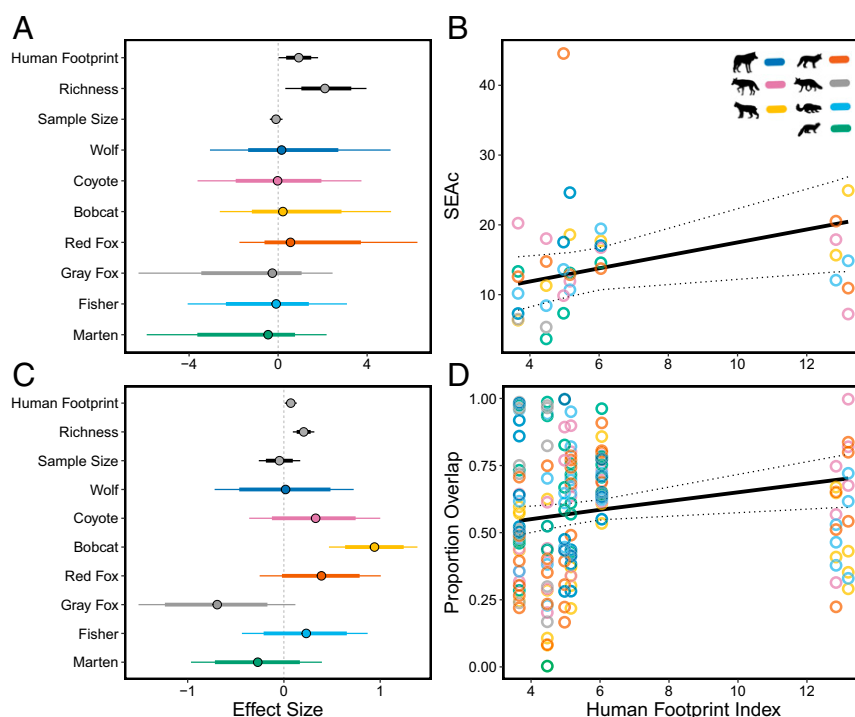 A
Human Footprint
Richness
Sample Size
Wolf
Coyote
Bobcat
Red Fox
Gray Fox
Fisher
Marten
−4 0 4
B
SEAc
40
30
20
10
4 6 8 10 12
C
Human Footprint
Richness
Sample Size
Wolf
Coyote
Bobcat
Red Fox
Gray Fox
Fisher
Marten
−1 0 1
Effect Size
D
Proportion Overlap
1.00
0.75
0.50
0.25
0.00
4 6 8 10 12
Human Footprint Index